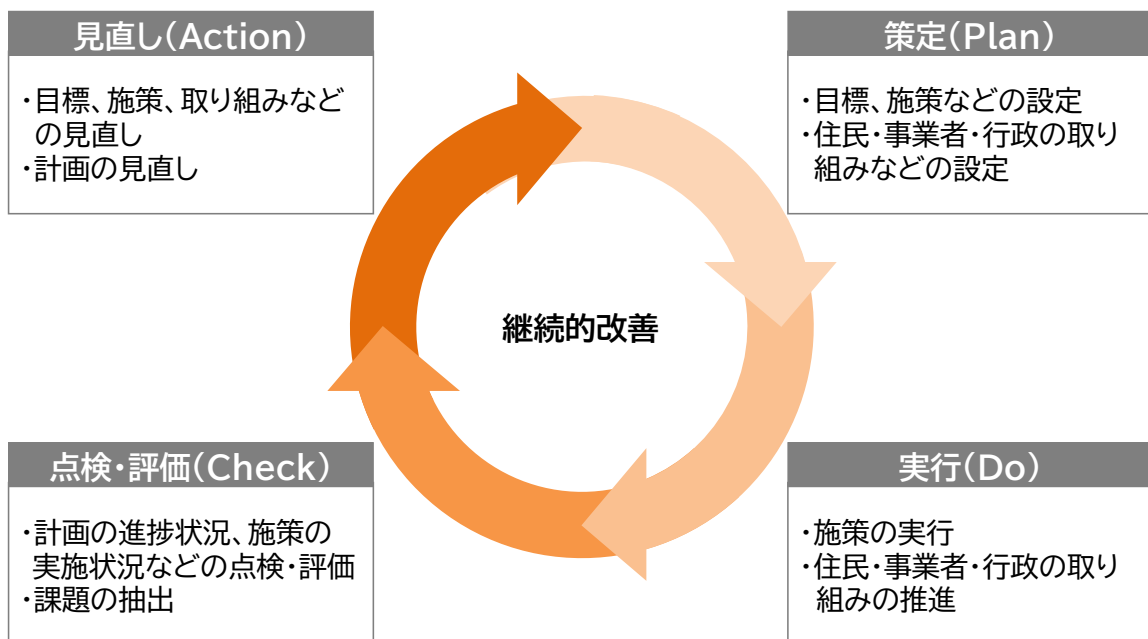 見直し(Action)
・目標、施策、取り組みなど
の見直し
・計画の見直し
策定(Plan)
・目標、施策などの設定
・住民・事業者・行政の取り
組みなどの設定
継続的改善
点検・評価(Check)
・計画の進捗状況、施策の
実施状況などの点検・評価
・課題の抽出
実行(Do)
・施策の実行
・住民・事業者・行政の取り
組みの推進